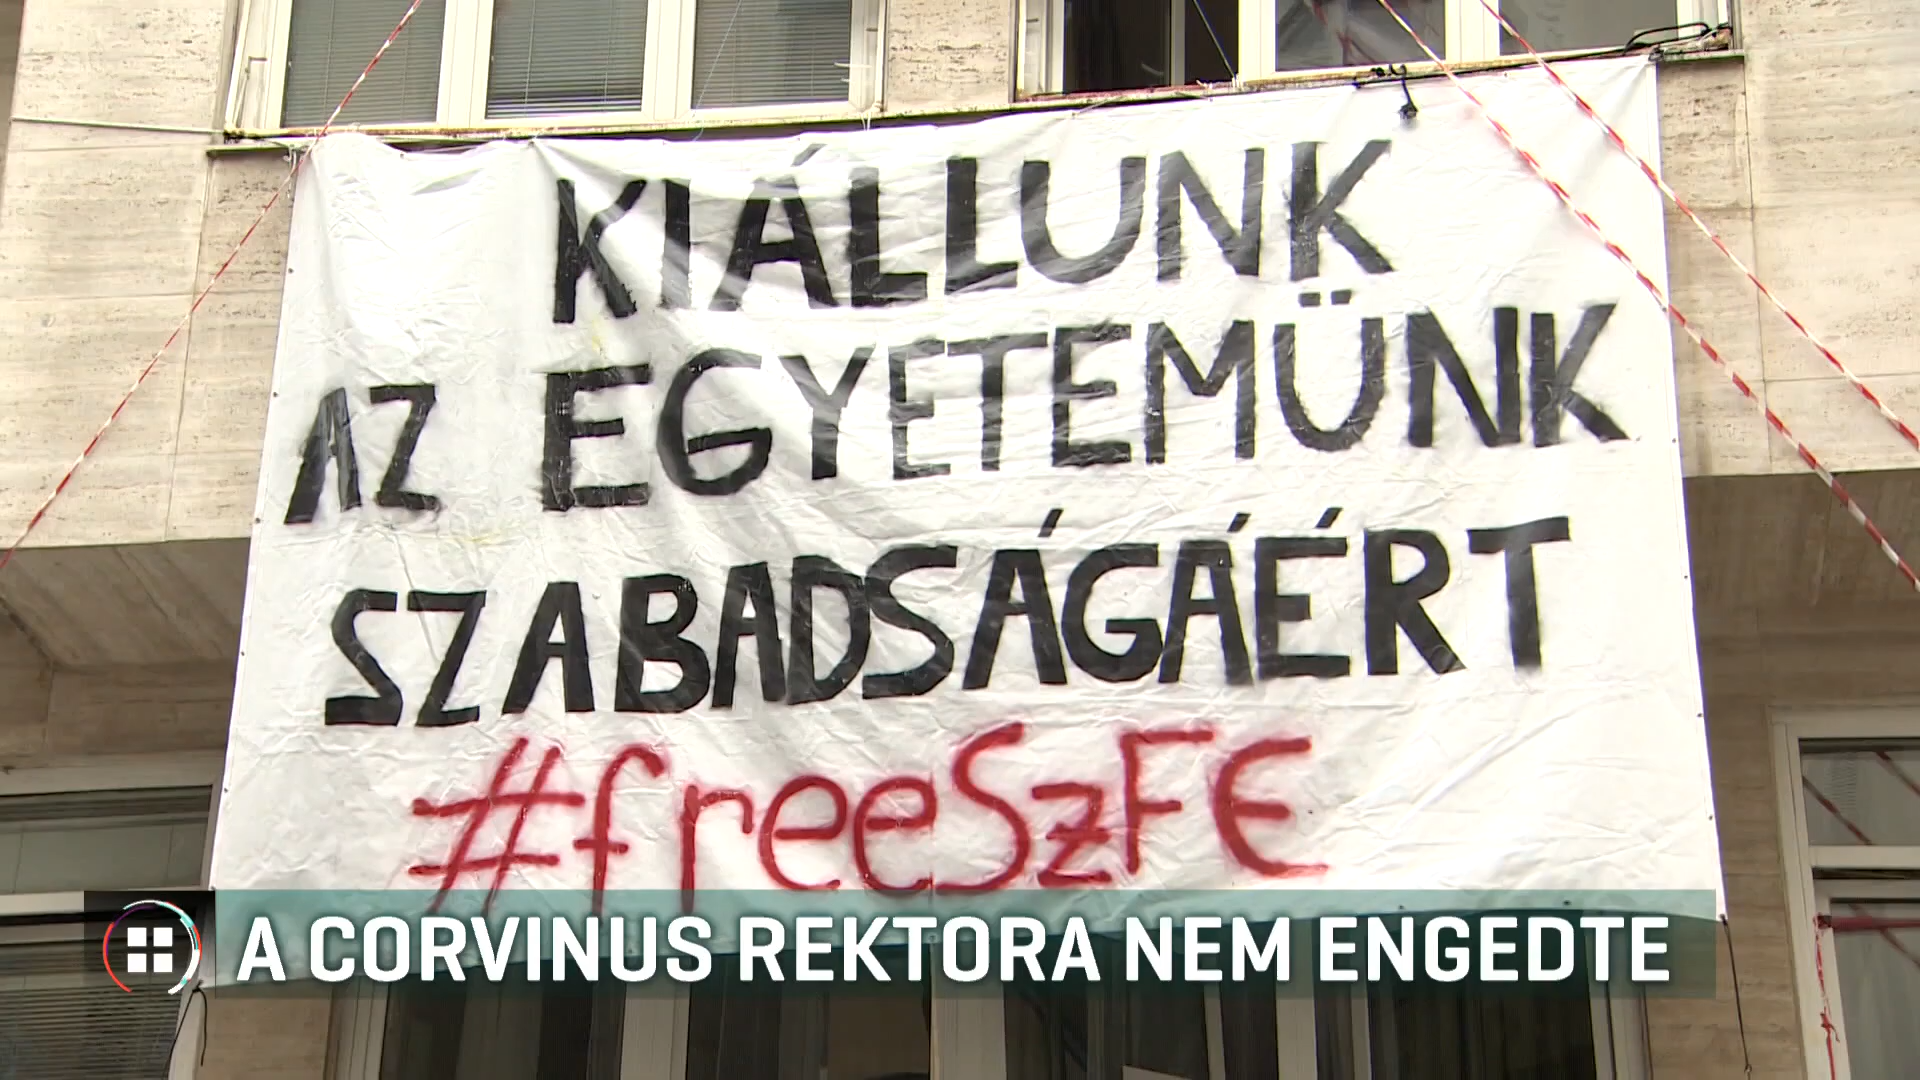 KIÁLLUNK
AZ EGYETEMÜNK
SZABADSÁGÁÉRT
#freeSzFE
A CORVINUS REKTORA NEM ENGEDTE